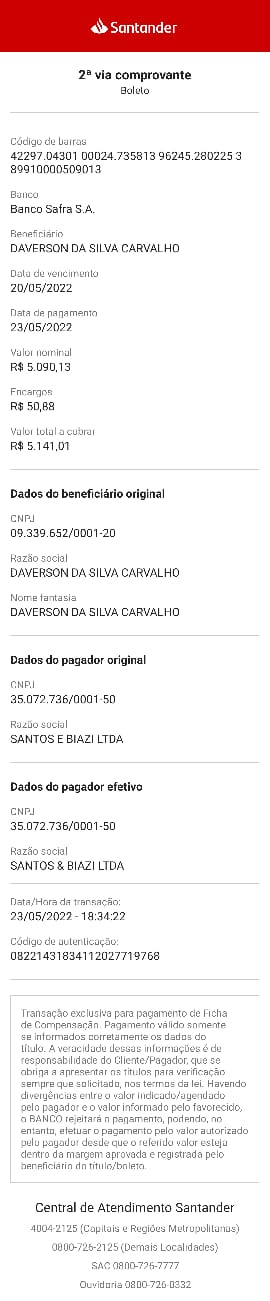 Santander
2ª via comprovante
Boleto
Código de barras
42297.04301 00024.735813 96245.280225 3
89910000509013
Banco
Banco Safra S.A.
Beneficiário
DAVERSON DA SILVA CARVALHO
Data de vencimento
20/05/2022
Data de pagamento
23/05/2022
Valor nominal
R$ 5.090,13
Encargos
R$ 50,88
Valor total a cobrar
R$ 5.141,01
Dados do beneficiário original
CNPJ
09.339.652/0001-20
Razão social
DAVERSON DA SILVA CARVALHO
Nome fantasia
DAVERSON DA SILVA CARVALHO
Dados do pagador original
CNPJ
35.072.736/0001-50
Razão social
SANTOS E BIAZI LTDA
Dados do pagador efetivo
CNPJ
35.072.736/0001-50
Razão social
SANTOS & BIAZI LTDA
Data/Hora da transação:
23/05/2022 - 18:34:22
Código de autenticação:
08221431834112027719768
Transação exclusiva para pagamento de Ficha
de Compensação. Pagamento válido somente
se informados corretamente os dados do
título. A veracidade dessas informações é de
responsabilidade do Cliente/Pagador, que se
obriga a apresentar os títulos para verificação
sempre que solicitado, nos termos da lei. Havendo
divergências entre o valor indicado/agendado
pelo pagador e o valor informado pelo favorecido,
o BANCO rejeitará o pagamento, podendo, no
entanto, efetuar o pagamento pelo valor autorizado
pelo pagador desde que o referido valor esteja
dentro da margem aprovada e registrada pelo
beneficiário do título/boleto.
Central de Atendimento Santander
4004-2125 (Capitais e Regiões Metropolitanas)
0800-726-2125 (Demais Localidades)
SAC 0800-726-7777
Ouvidoria 0800-726-0332